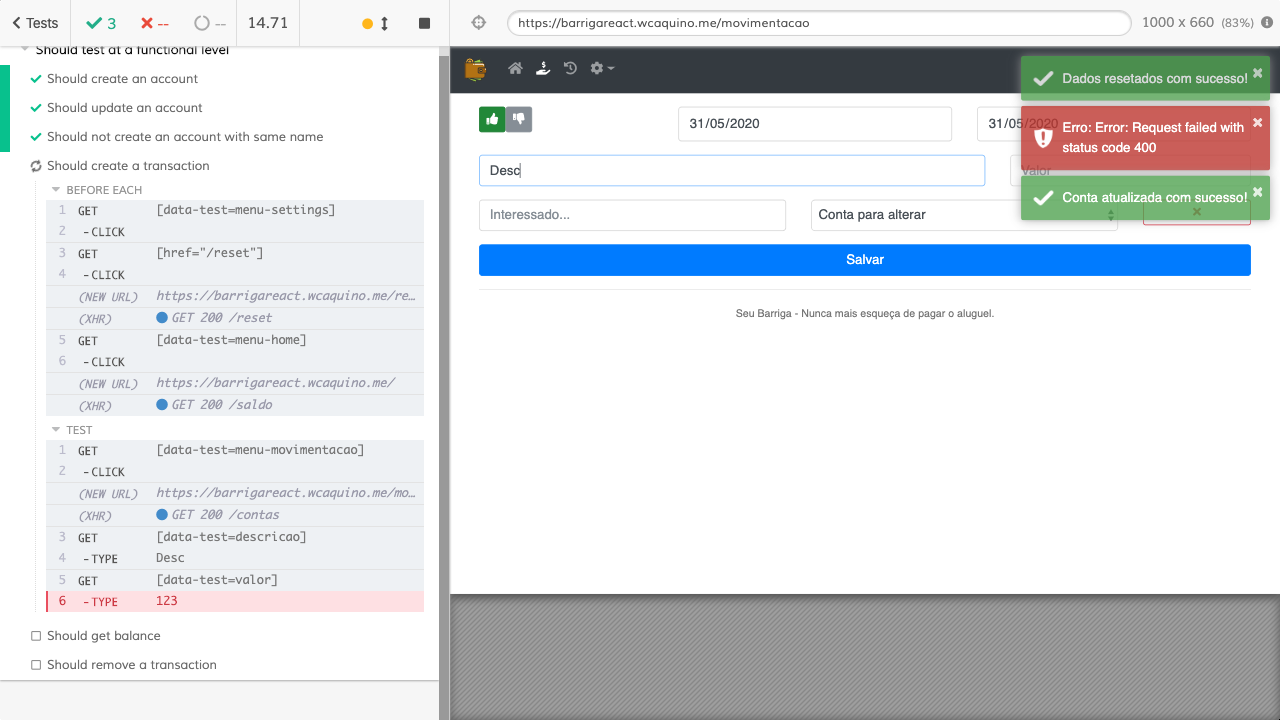 Tests
3
--
--
14.71
https://barrigareact.wcaquino.me/movimentacao
1000 x 660 (83%)
Should test at a functional level
Should create an account
Should update an account
Should not create an account with same name
Should create a transaction
BEFORE EACH
1 GET [data-test=menu-settings]
2 -CLICK
3 GET [href="/reset"]
4 -CLICK
(NEW URL) https://barrigareact.wcaquino.me/re…
(XHR) GET 200 /reset
5 GET [data-test=menu-home]
6 -CLICK
(NEW URL) https://barrigareact.wcaquino.me/
(XHR) GET 200 /saldo
TEST
1 GET [data-test=menu-movimentacao]
2 -CLICK
(NEW URL) https://barrigareact.wcaquino.me/mo…
(XHR) GET 200 /contas
3 GET [data-test=descricao]
4 -TYPE Desc
5 GET [data-test=valor]
6 -TYPE 123
Should get balance
Should remove a transaction
Dados resetados com sucesso!
Erro: Error: Request failed with
status code 400
Conta atualizada com sucesso!
31/05/2020
31/05/2020
Desc
Valor
Interessado...
Conta para alterar
Salvar
Seu Barriga - Nunca mais esqueça de pagar o aluguel.